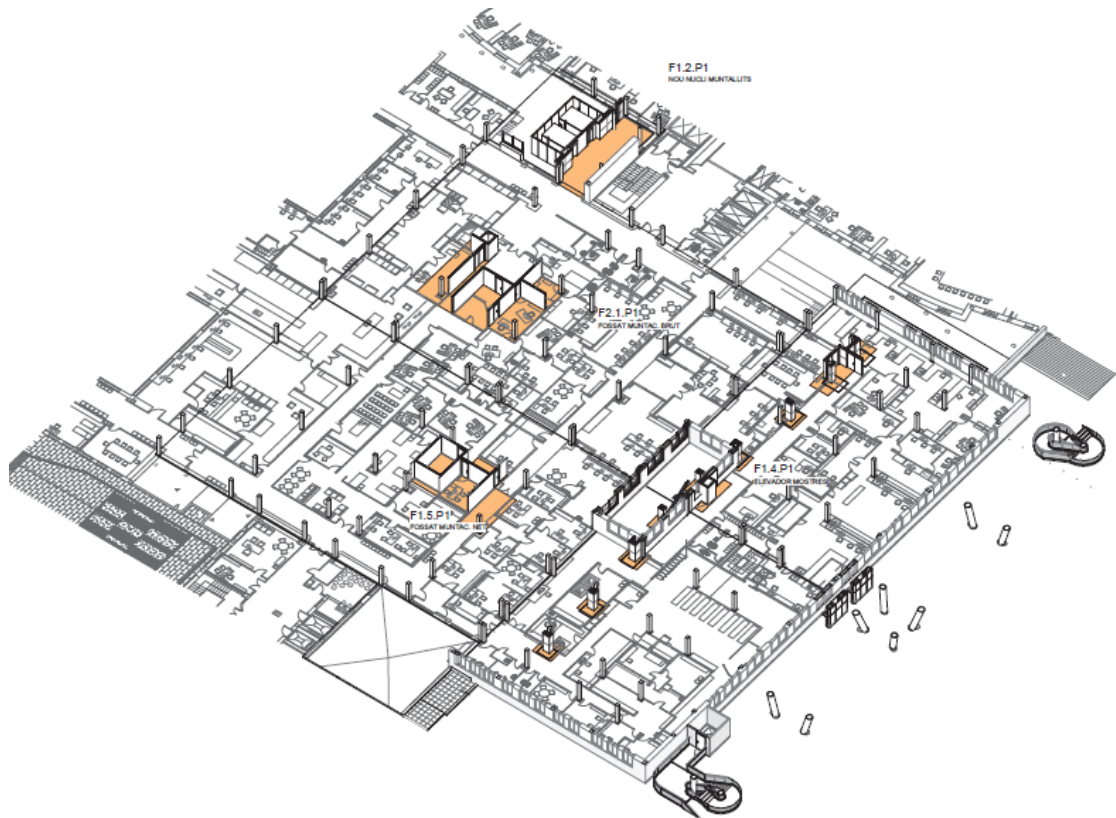 F1.2.P1
NOU NUCLI MUNTALLITS
F2.1.P1
FOSSAT MUNTAC. BRUT
F1.4.P1
ELEVADOR MOSTRES
F1.5.P1
FOSSAT MUNTAC. NET